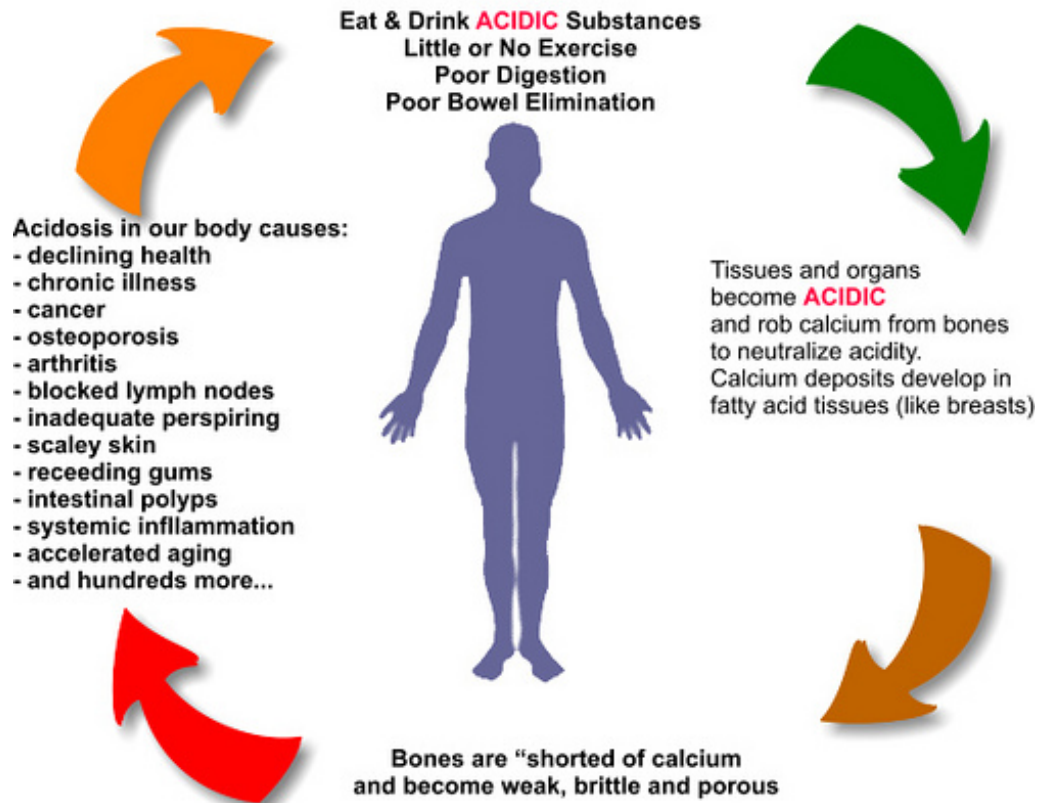 Eat & Drink ACIDIC Substances
Little or No Exercise
Poor Digestion
Poor Bowel Elimination
Tissues and organs
become ACIDIC
and rob calcium from bones
to neutralize acidity.
Calcium deposits develop in
fatty acid tissues (like breasts)
Bones are “shorted of calcium
and become weak, brittle and porous
Acidosis in our body causes:
- declining health
- chronic illness
- cancer
- osteoporosis
- arthritis
- blocked lymph nodes
- inadequate perspiring
- scaley skin
- receeding gums
- intestinal polyps
- systemic infllammation
- accelerated aging
- and hundreds more...